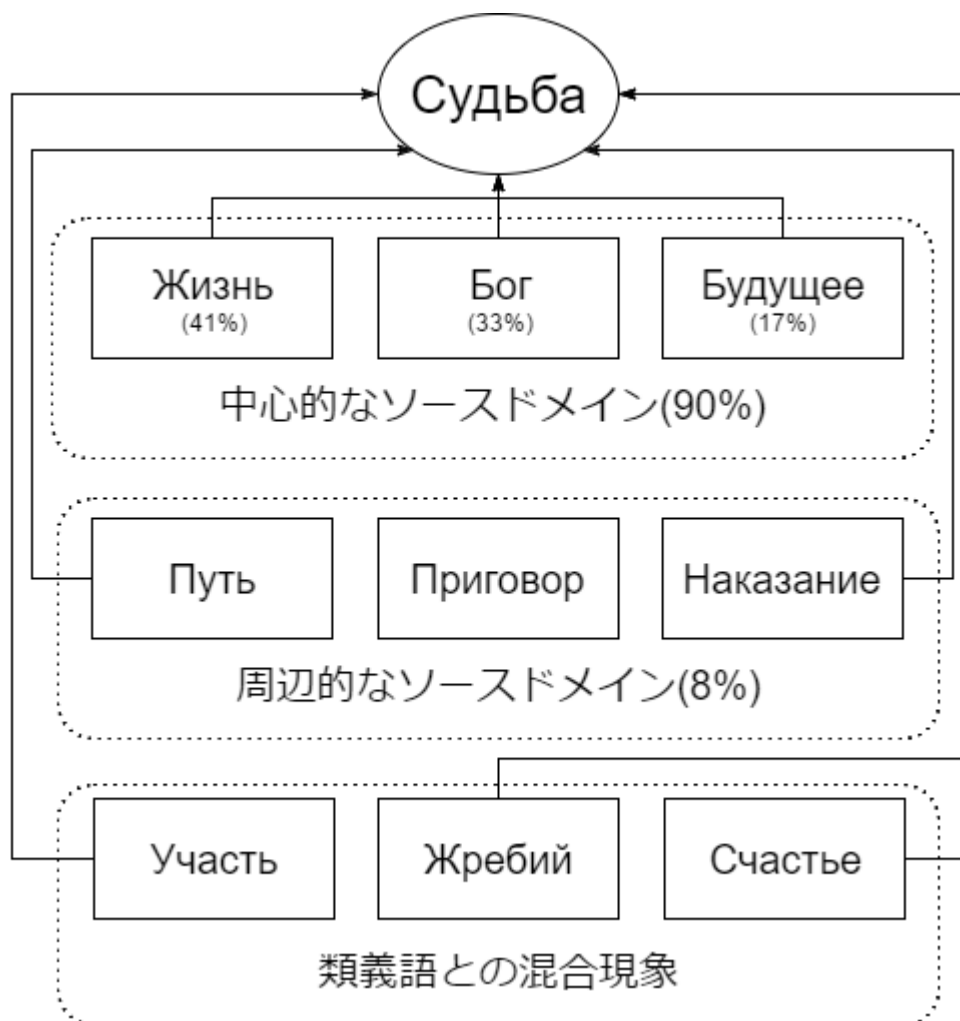 Судьба
Жизнь
(41%)
Бог
(33%)
Будущее
(17%)
中心的なソースドメイン(90%)
Путь
Приговор
Наказание
周辺的なソースドメイン(8%)
Участь
Жребий
Счастье
類義語との混合現象